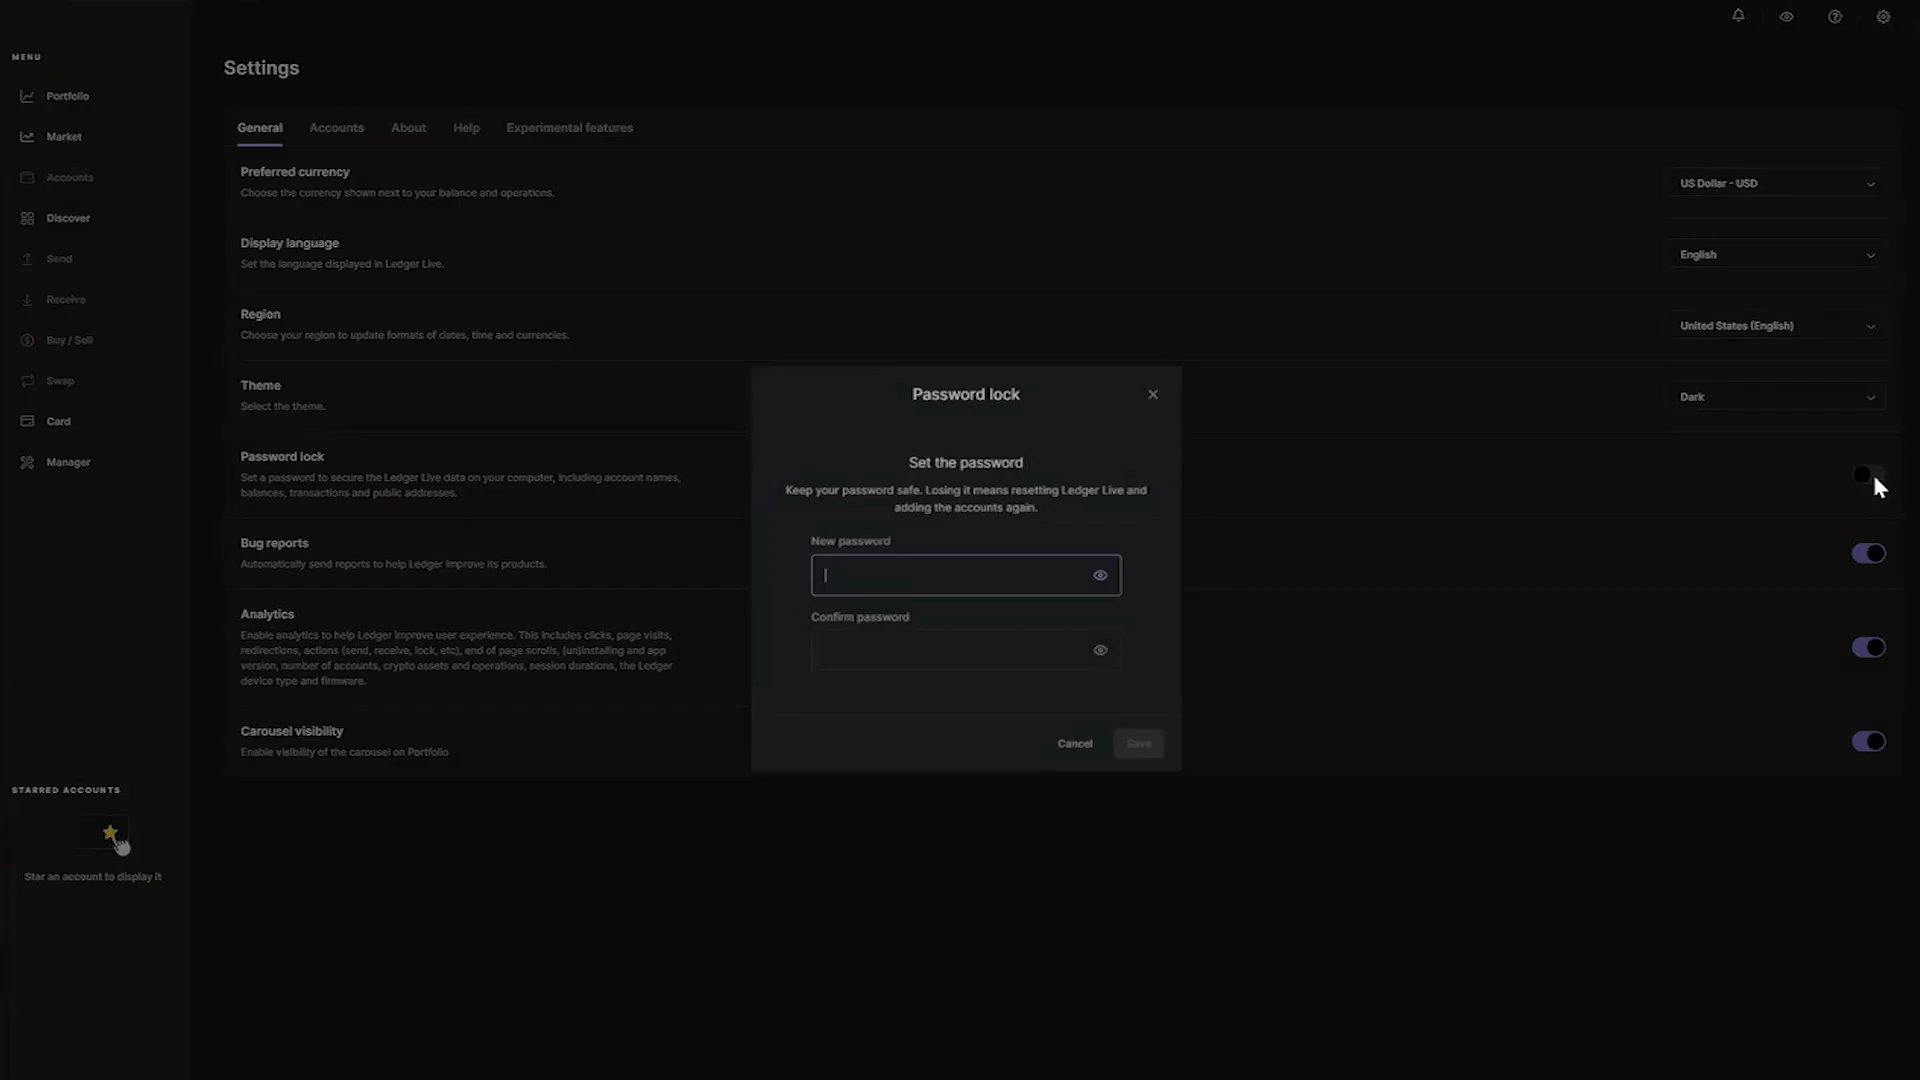 MENU
Portfolio
Market
Accounts
Discover
Send
Receive
Buy / Sell
Swap
Card
Manager
STARRED ACCOUNTS
Star an account to display it
Settings
General Accounts About Help Experimental features
Preferred currency
Choose the currency shown next to your balance and operations.
US Dollar - USD
Display language
Set the language displayed in Ledger Live.
English
Region
Choose your region to update formats of dates, time and currencies.
United States (English)
Theme
Select the theme.
Dark
Password lock
Set a password to secure the Ledger Live data on your computer, including account names,
balances, transactions and public addresses.
Bug reports
Automatically send reports to help Ledger improve its products.
Analytics
Enable analytics to help Ledger improve user experience. This includes clicks, page visits,
redirections, actions (send, receive, lock, etc), end of page scrolls, (un)installing and app
version, number of accounts, crypto assets and operations, session durations, the Ledger
device type and firmware.
Carousel visibility
Enable visibility of the carousel on Portfolio
Password lock
Set the password
Keep your password safe. Losing it means resetting Ledger Live and
adding the accounts again.
New password
Confirm password
Cancel Save